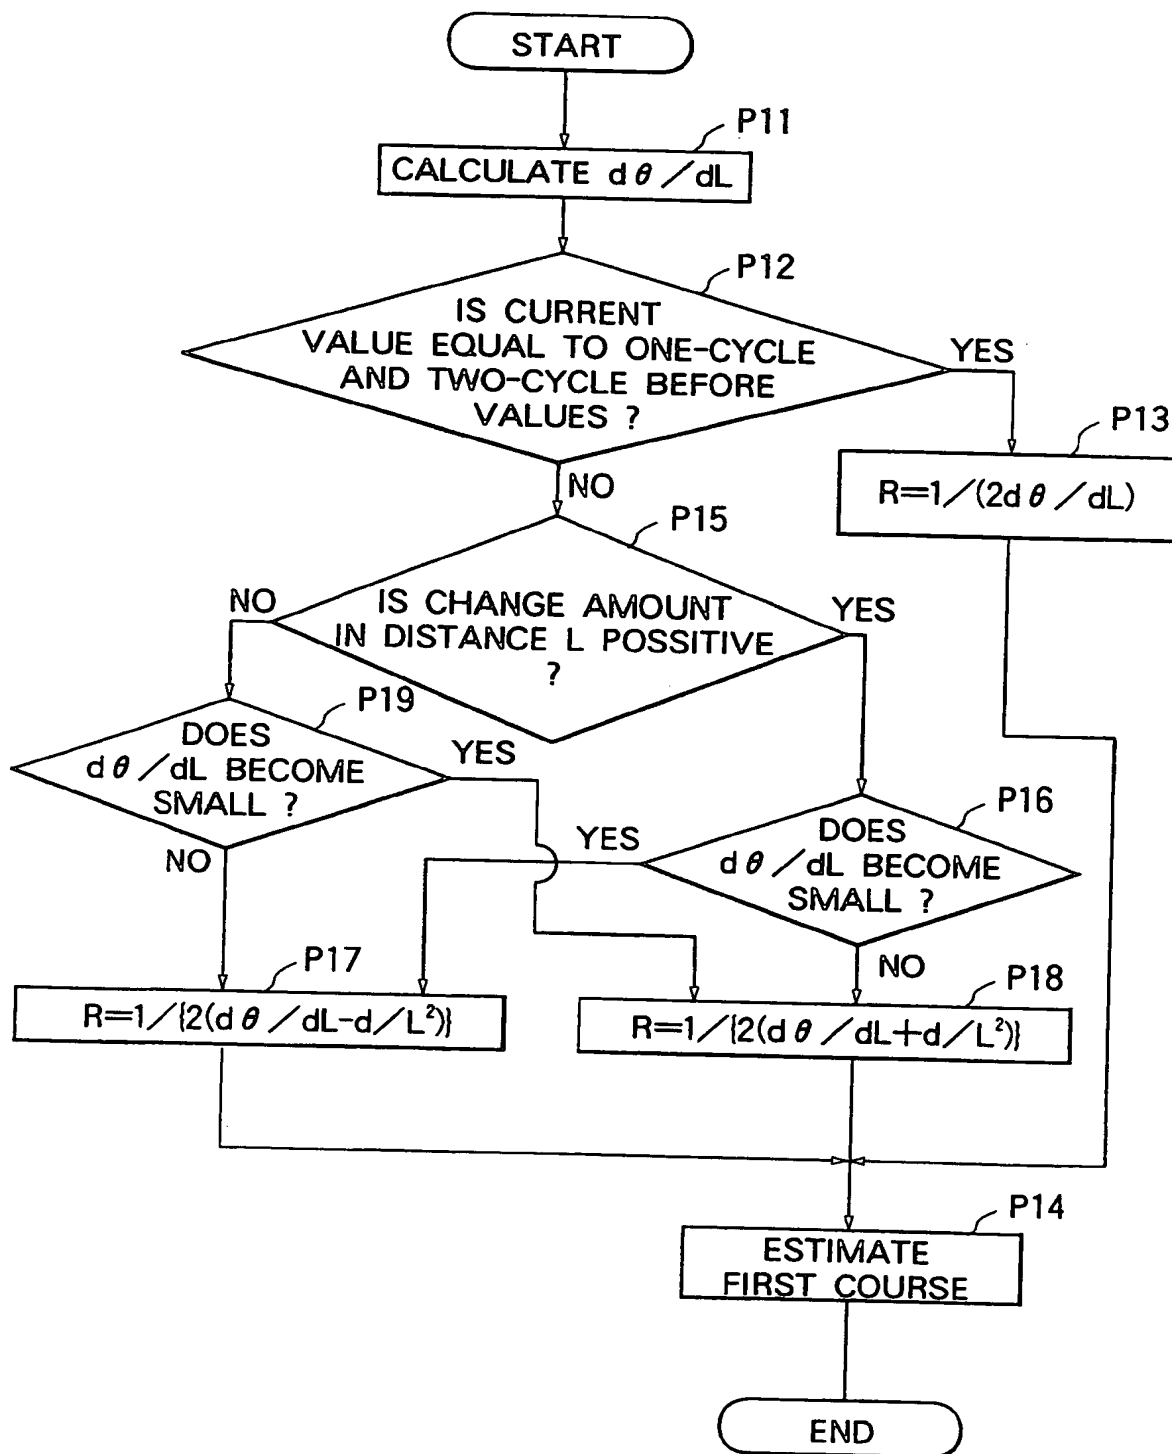 START
P11
CALCULATE dθ/dL
P12
IS CURRENT
VALUE EQUAL TO ONE-CYCLE
AND TWO-CYCLE BEFORE
VALUES ?
YES
P13
R=1/(2dθ/dL)
NO
P15
IS CHANGE AMOUNT
IN DISTANCE L POSSITIVE
?
NO
YES
P19
DOES
dθ/dL BECOME
SMALL ?
YES
NO
P16
DOES
dθ/dL BECOME
SMALL ?
YES
NO
P17
R=1/{2(dθ/dL-d/L²)}
P18
R=1/{2(dθ/dL+d/L²)}
P14
ESTIMATE
FIRST COURSE
END